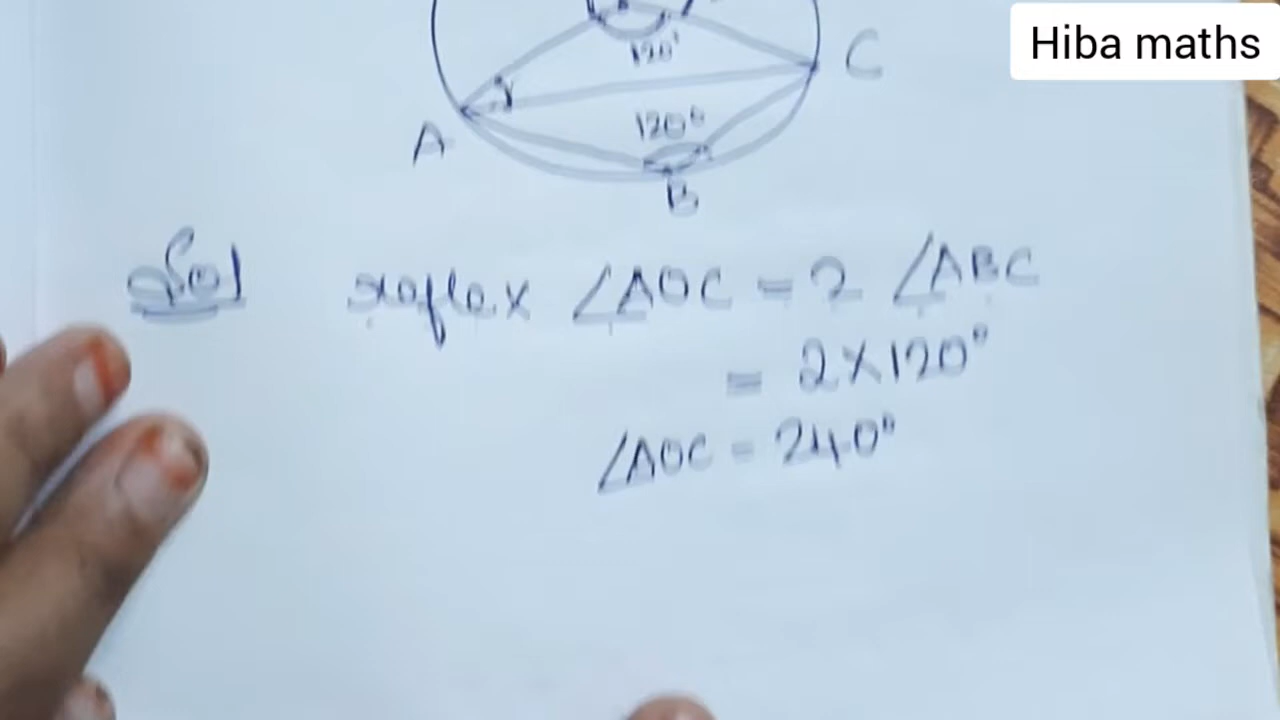 Hiba maths
120°
C
A
120°
B
Sol reflex ∠AOC = 2 ∠ABC
= 2×120°
∠AOC = 240°